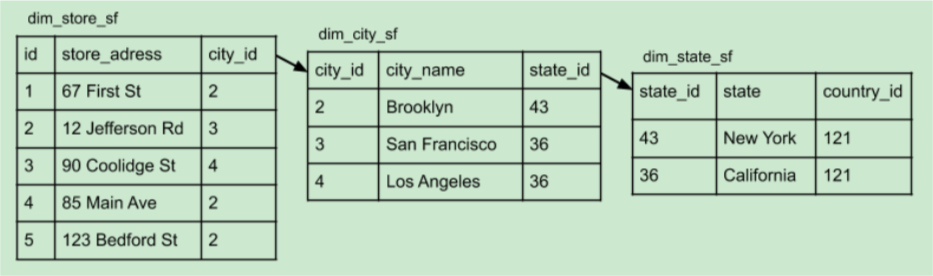 dim_store_sf
id store_adress city_id
1 67 First St 2
2 12 Jefferson Rd 3
3 90 Coolidge St 4
4 85 Main Ave 2
5 123 Bedford St 2
dim_city_sf
city_id city_name state_id
2 Brooklyn 43
3 San Francisco 36
4 Los Angeles 36
dim_state_sf
state_id state country_id
43 New York 121
36 California 121